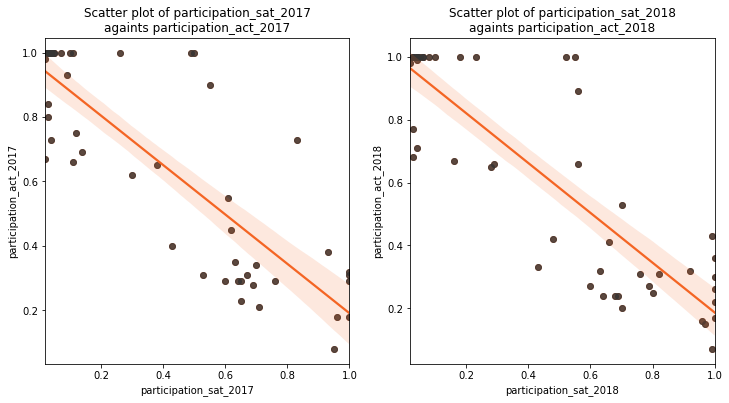 Scatter plot of participation_sat_2017
againts participation_act_2017
1.0
0.8
0.6
0.4
0.2
participation_act_2017
0.2
0.4
0.6
0.8
1.0
participation_sat_2017
Scatter plot of participation_sat_2018
againts participation_act_2018
1.0
0.8
0.6
0.4
0.2
participation_act_2018
0.2
0.4
0.6
0.8
1.0
participation_sat_2018